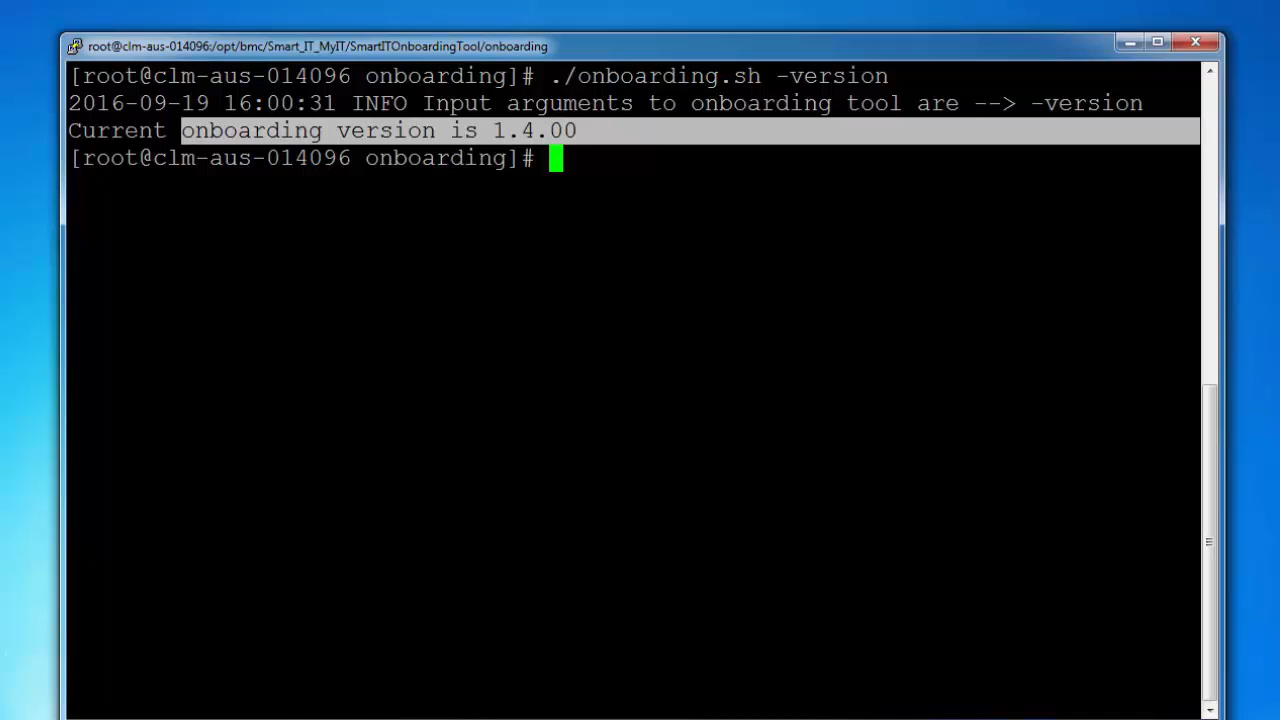 root@clm-aus-014096:/opt/bmc/Smart_IT_MyIT/SmartITOnboardingTool/onboarding
[root@clm-aus-014096 onboarding]# ./onboarding.sh -version
2016-09-19 16:00:31 INFO Input arguments to onboarding tool are --> -version
Current onboarding version is 1.4.00
[root@clm-aus-014096 onboarding]#